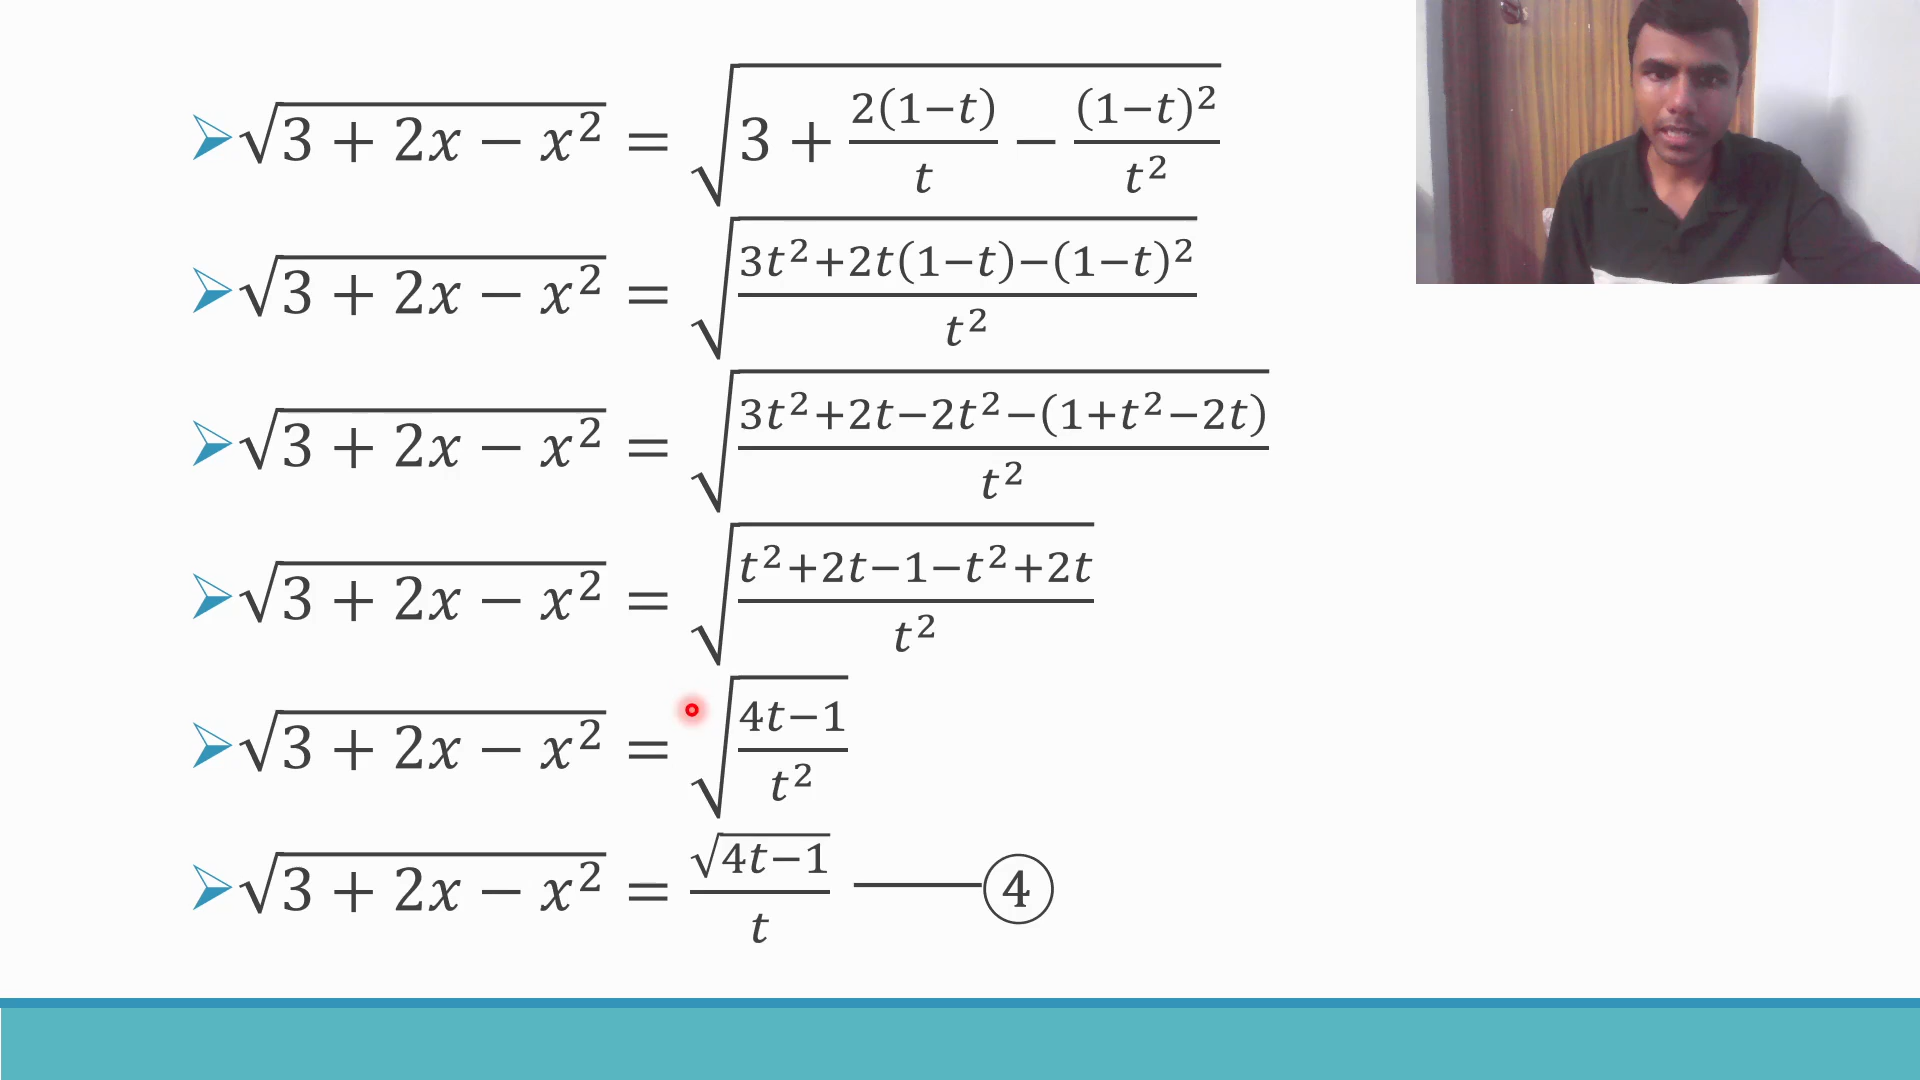 √(3 + 2x − x²) = √(3 + 2(1−t)/t − (1−t)²/t²)
√(3 + 2x − x²) = √((3t²+2t(1−t)−(1−t)²)/t²)
√(3 + 2x − x²) = √((3t²+2t−2t²−(1+t²−2t))/t²)
√(3 + 2x − x²) = √((t²+2t−1−t²+2t)/t²)
√(3 + 2x − x²) = √((4t−1)/t²)
√(3 + 2x − x²) = √(4t−1)/t ——④